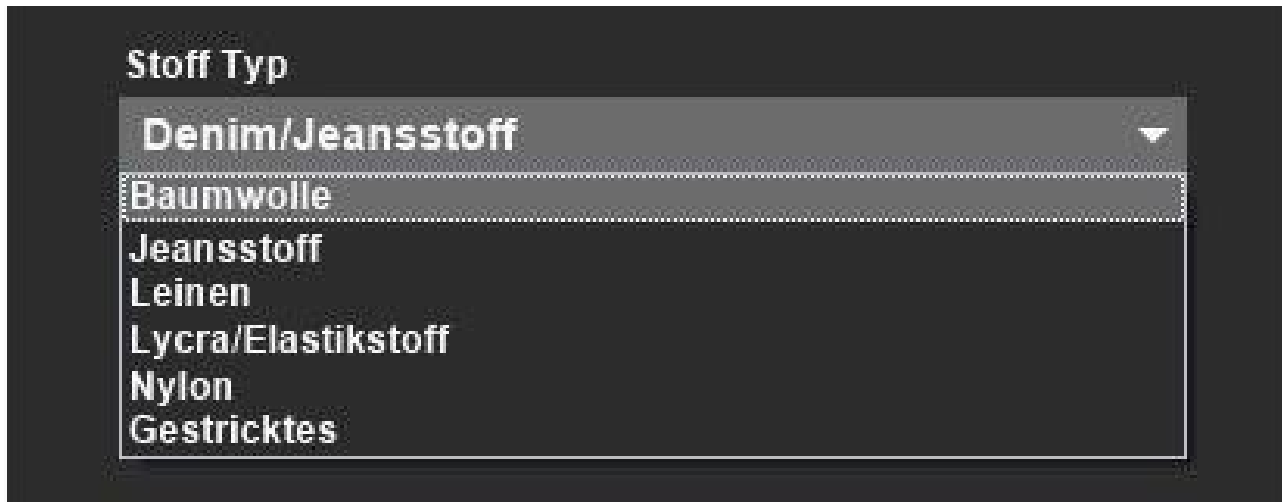 Stoff Typ
Denim/Jeansstoff
Baumwolle
Jeansstoff
Leinen
Lycra/Elastikstoff
Nylon
Gestricktes